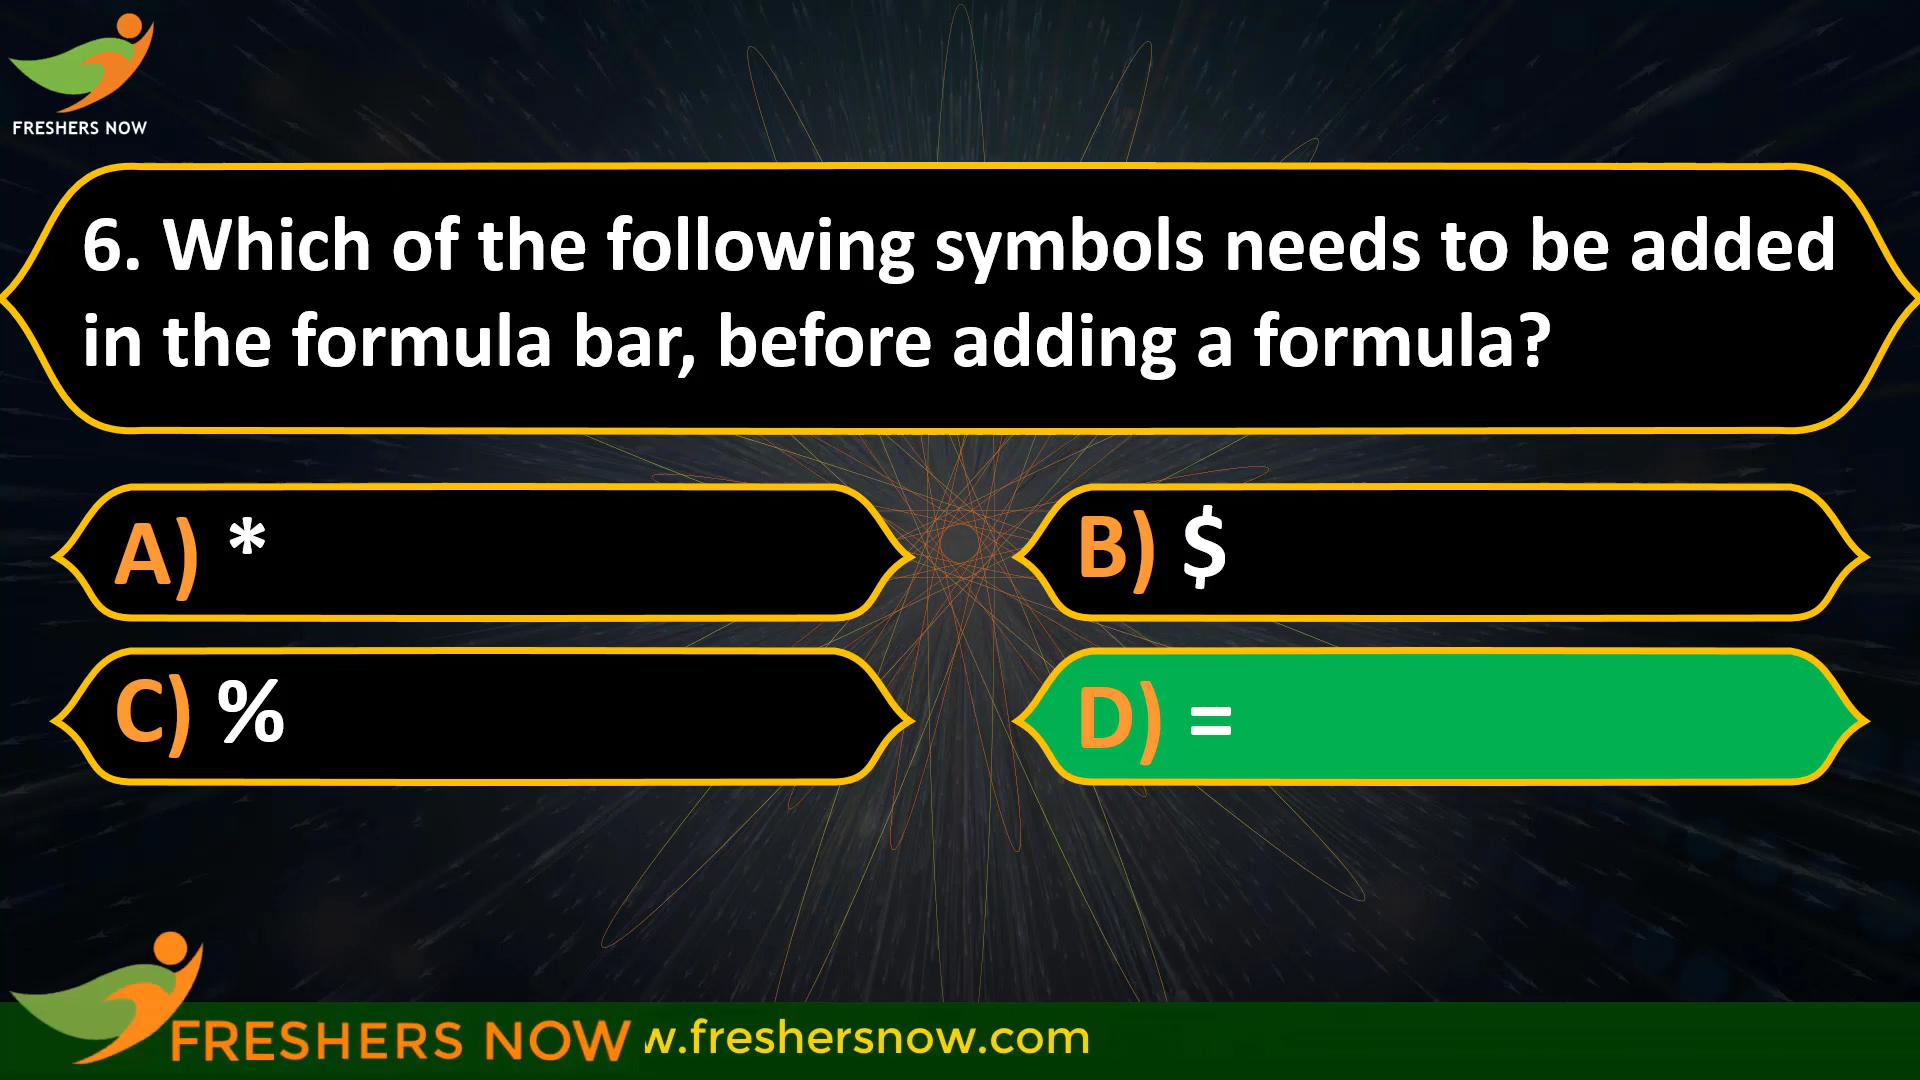 FRESHERS NOW
6. Which of the following symbols needs to be added
in the formula bar, before adding a formula?
A) *
B) $
C) %
D) =
FRESHERS NOW
w.freshersnow.com